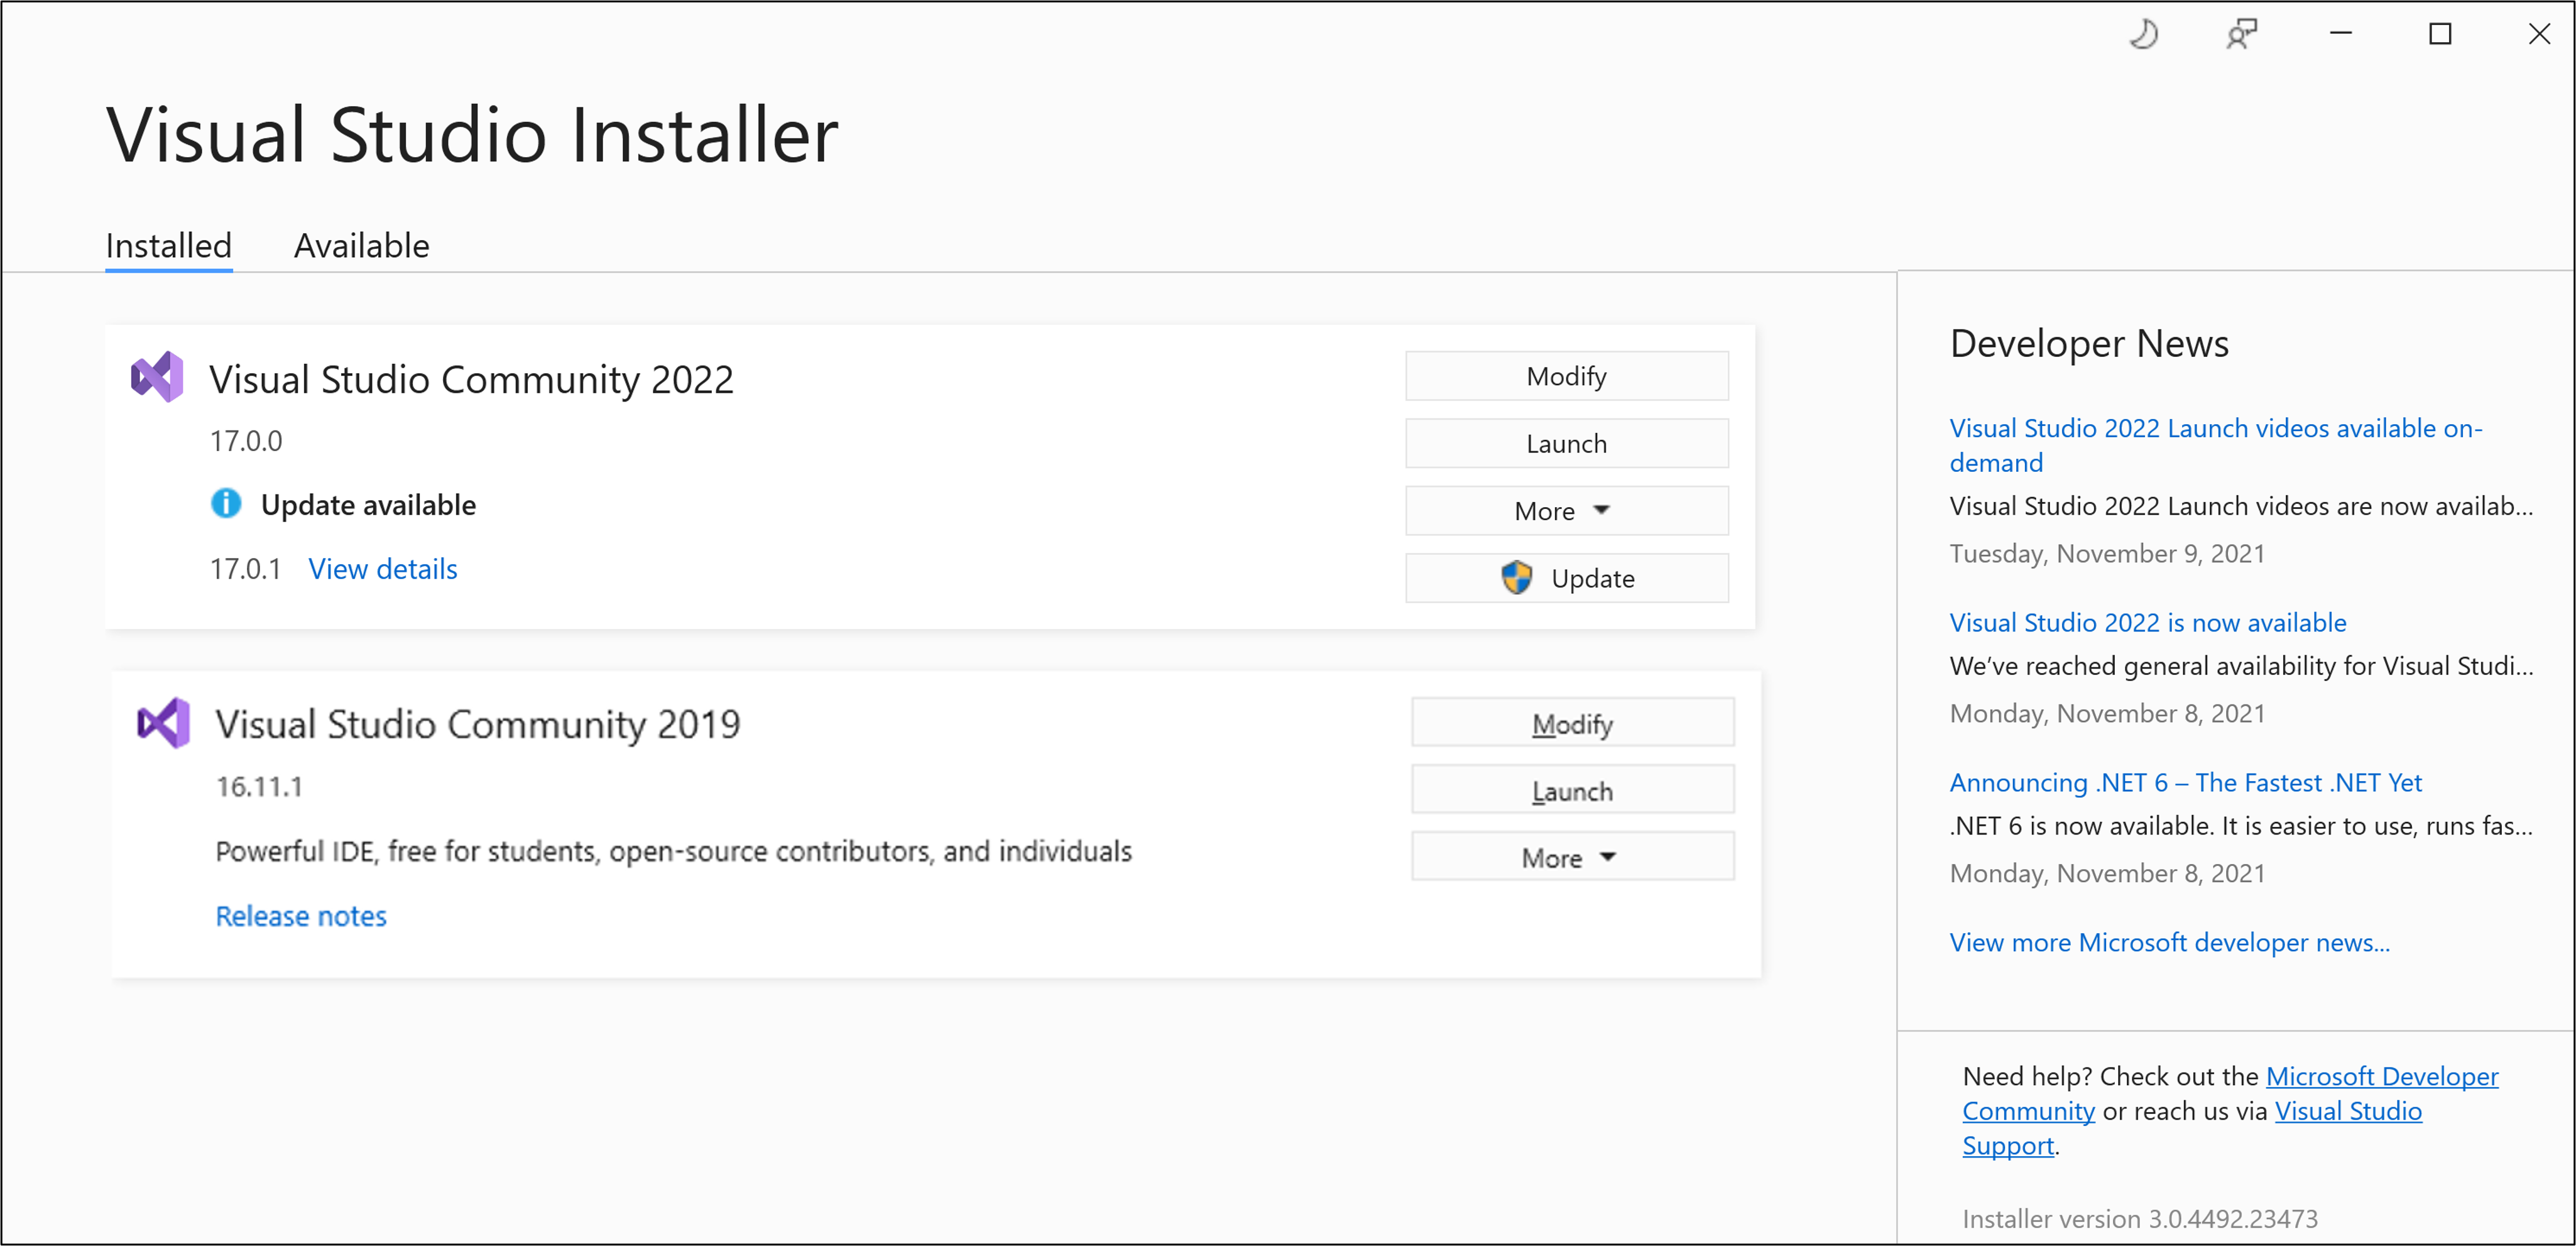 Visual Studio Installer
Installed
Available
Visual Studio Community 2022
17.0.0
Update available
17.0.1 View details
Modify
Launch
More
Update
Visual Studio Community 2019
16.11.1
Powerful IDE, free for students, open-source contributors, and individuals
Release notes
Modify
Launch
More
Developer News
Visual Studio 2022 Launch videos available on-
demand
Visual Studio 2022 Launch videos are now availab...
Tuesday, November 9, 2021
Visual Studio 2022 is now available
We’ve reached general availability for Visual Studi...
Monday, November 8, 2021
Announcing .NET 6 – The Fastest .NET Yet
.NET 6 is now available. It is easier to use, runs fas...
Monday, November 8, 2021
View more Microsoft developer news...
Need help? Check out the Microsoft Developer
Community or reach us via Visual Studio
Support.
Installer version 3.0.4492.23473